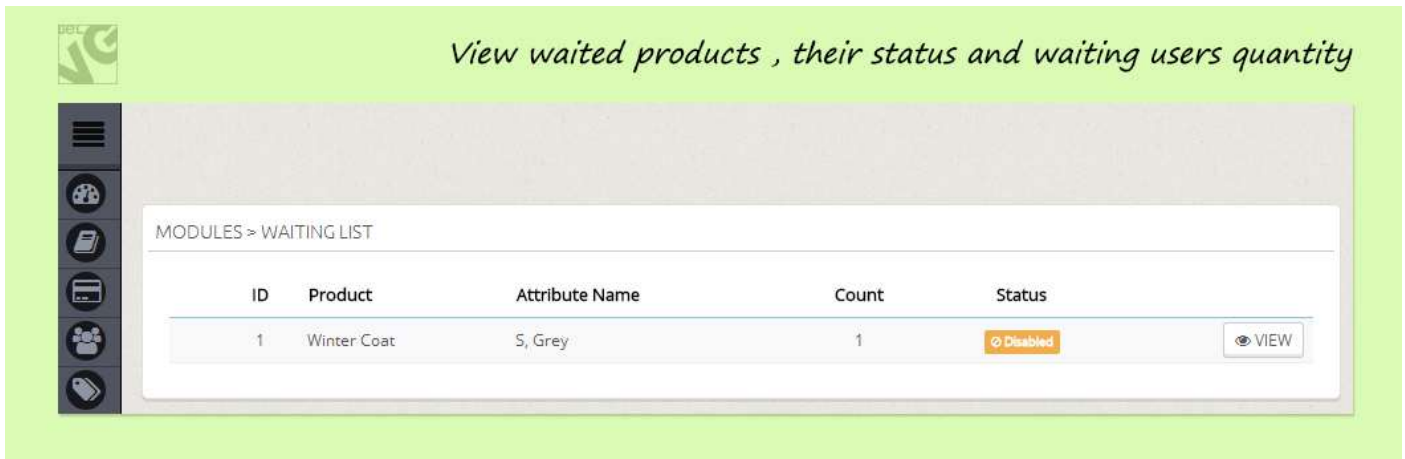 View waited products , their status and waiting users quantity
MODULES > WAITING LIST
ID Product Attribute Name Count Status
1 Winter Coat S, Grey 1 Disabled VIEW